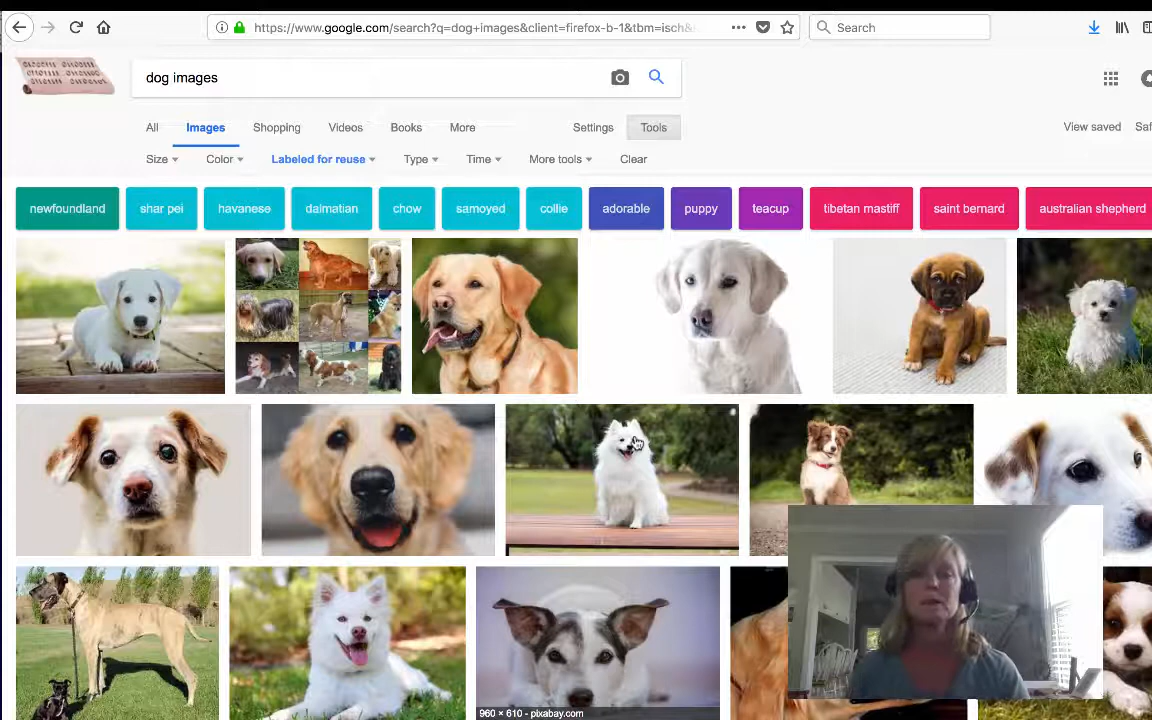 https://www.google.com/search?q=dog+images&client=firefox-b-1&tbm=isch&
Search
dog images
All Images Shopping Videos Books More Settings Tools
View saved Saf
Size Color Labeled for reuse Type Time More tools Clear
newfoundland shar pei havanese dalmatian chow samoyed collie adorable puppy teacup tibetan mastiff saint bernard australian shepherd
960 × 610 - pixabay.com